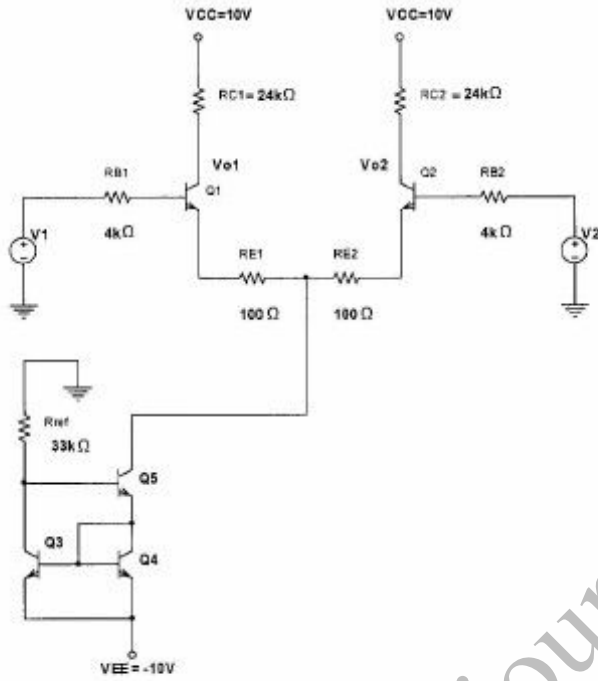 VCC=10V
VCC=10V
RC1= 24kΩ
RC2 = 24kΩ
Vo1
Vo2
RB1
Q1
Q2
RB2
V1
4kΩ
RE1
RE2
4kΩ
V2
100 Ω
100 Ω
Rref
33kΩ
Q5
Q3
Q4
VEE= -10V